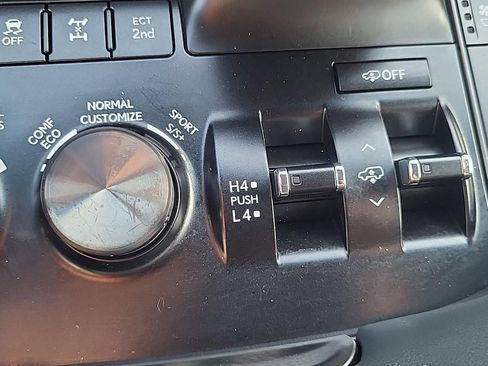 OFF
ECT
2nd
OFF
NORMAL
CUSTOMIZE
COMF
ECO
SPORT
S/S+
H4
PUSH
L4